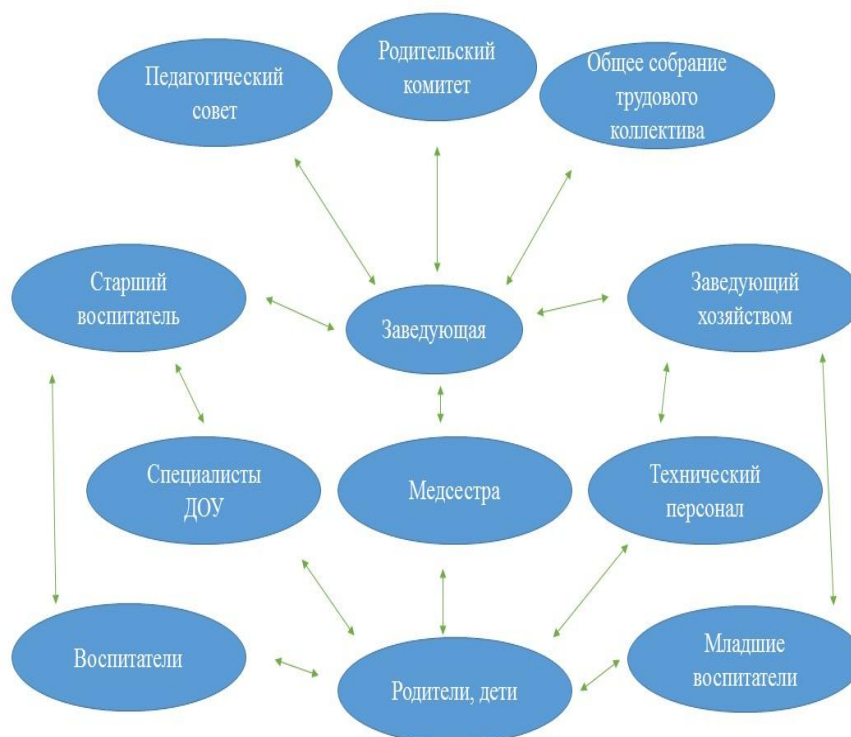 Педагогический
совет
Родительский
комитет
Общее собрание
трудового
коллектива
Старший
воспитатель
Заведующая
Заведующий
хозяйством
Специалисты
ДОУ
Медсестра
Технический
персонал
Воспитатели
Родители, дети
Младшие
воспитатели